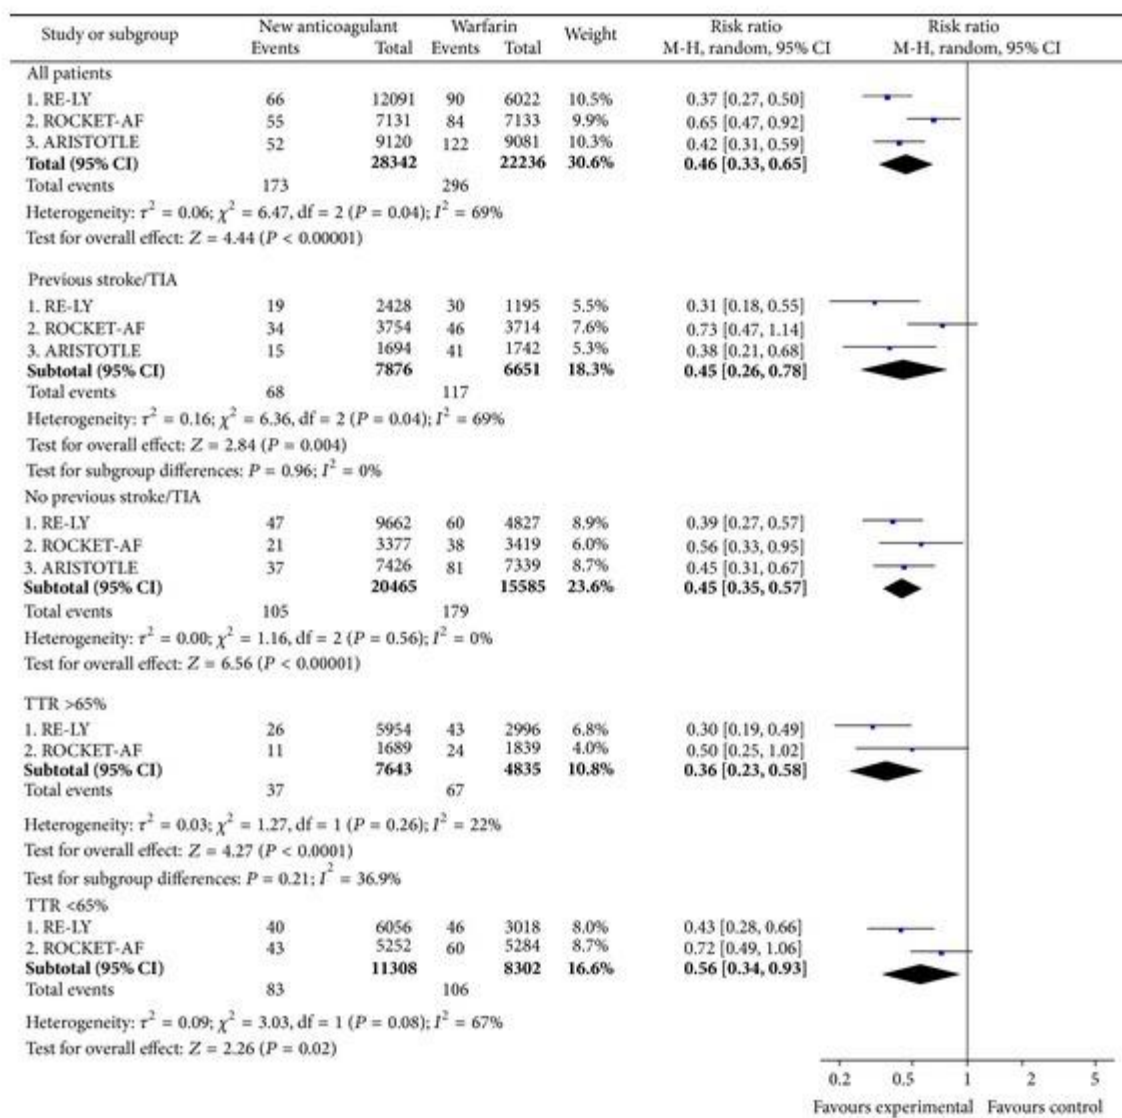 Study or subgroup New anticoagulant Warfarin Weight Risk ratio Risk ratio
Events Total Events Total M-H, random, 95% CI M-H, random, 95% CI
All patients
1. RE-LY 66 12091 90 6022 10.5% 0.37 [0.27, 0.50]
2. ROCKET-AF 55 7131 84 7133 9.9% 0.65 [0.47, 0.92]
3. ARISTOTLE 52 9120 122 9081 10.3% 0.42 [0.31, 0.59]
Total (95% CI) 28342 22236 30.6% 0.46 [0.33, 0.65]
Total events 173 296
Heterogeneity: τ² = 0.06; χ² = 6.47, df = 2 (P = 0.04); I² = 69%
Test for overall effect: Z = 4.44 (P < 0.00001)
Previous stroke/TIA
1. RE-LY 19 2428 30 1195 5.5% 0.31 [0.18, 0.55]
2. ROCKET-AF 34 3754 46 3714 7.6% 0.73 [0.47, 1.14]
3. ARISTOTLE 15 1694 41 1742 5.3% 0.38 [0.21, 0.68]
Subtotal (95% CI) 7876 6651 18.3% 0.45 [0.26, 0.78]
Total events 68 117
Heterogeneity: τ² = 0.16; χ² = 6.36, df = 2 (P = 0.04); I² = 69%
Test for overall effect: Z = 2.84 (P = 0.004)
Test for subgroup differences: P = 0.96; I² = 0%
No previous stroke/TIA
1. RE-LY 47 9662 60 4827 8.9% 0.39 [0.27, 0.57]
2. ROCKET-AF 21 3377 38 3419 6.0% 0.56 [0.33, 0.95]
3. ARISTOTLE 37 7426 81 7339 8.7% 0.45 [0.31, 0.67]
Subtotal (95% CI) 20465 15585 23.6% 0.45 [0.35, 0.57]
Total events 105 179
Heterogeneity: τ² = 0.00; χ² = 1.16, df = 2 (P = 0.56); I² = 0%
Test for overall effect: Z = 6.56 (P < 0.00001)
TTR >65%
1. RE-LY 26 5954 43 2996 6.8% 0.30 [0.19, 0.49]
2. ROCKET-AF 11 1689 24 1839 4.0% 0.50 [0.25, 1.02]
Subtotal (95% CI) 7643 4835 10.8% 0.36 [0.23, 0.58]
Total events 37 67
Heterogeneity: τ² = 0.03; χ² = 1.27, df = 1 (P = 0.26); I² = 22%
Test for overall effect: Z = 4.27 (P < 0.0001)
Test for subgroup differences: P = 0.21; I² = 36.9%
TTR <65%
1. RE-LY 40 6056 46 3018 8.0% 0.43 [0.28, 0.66]
2. ROCKET-AF 43 5252 60 5284 8.7% 0.72 [0.49, 1.06]
Subtotal (95% CI) 11308 8302 16.6% 0.56 [0.34, 0.93]
Total events 83 106
Heterogeneity: τ² = 0.09; χ² = 3.03, df = 1 (P = 0.08); I² = 67%
Test for overall effect: Z = 2.26 (P = 0.02)
0.2 0.5 1 2 5
Favours experimental Favours control